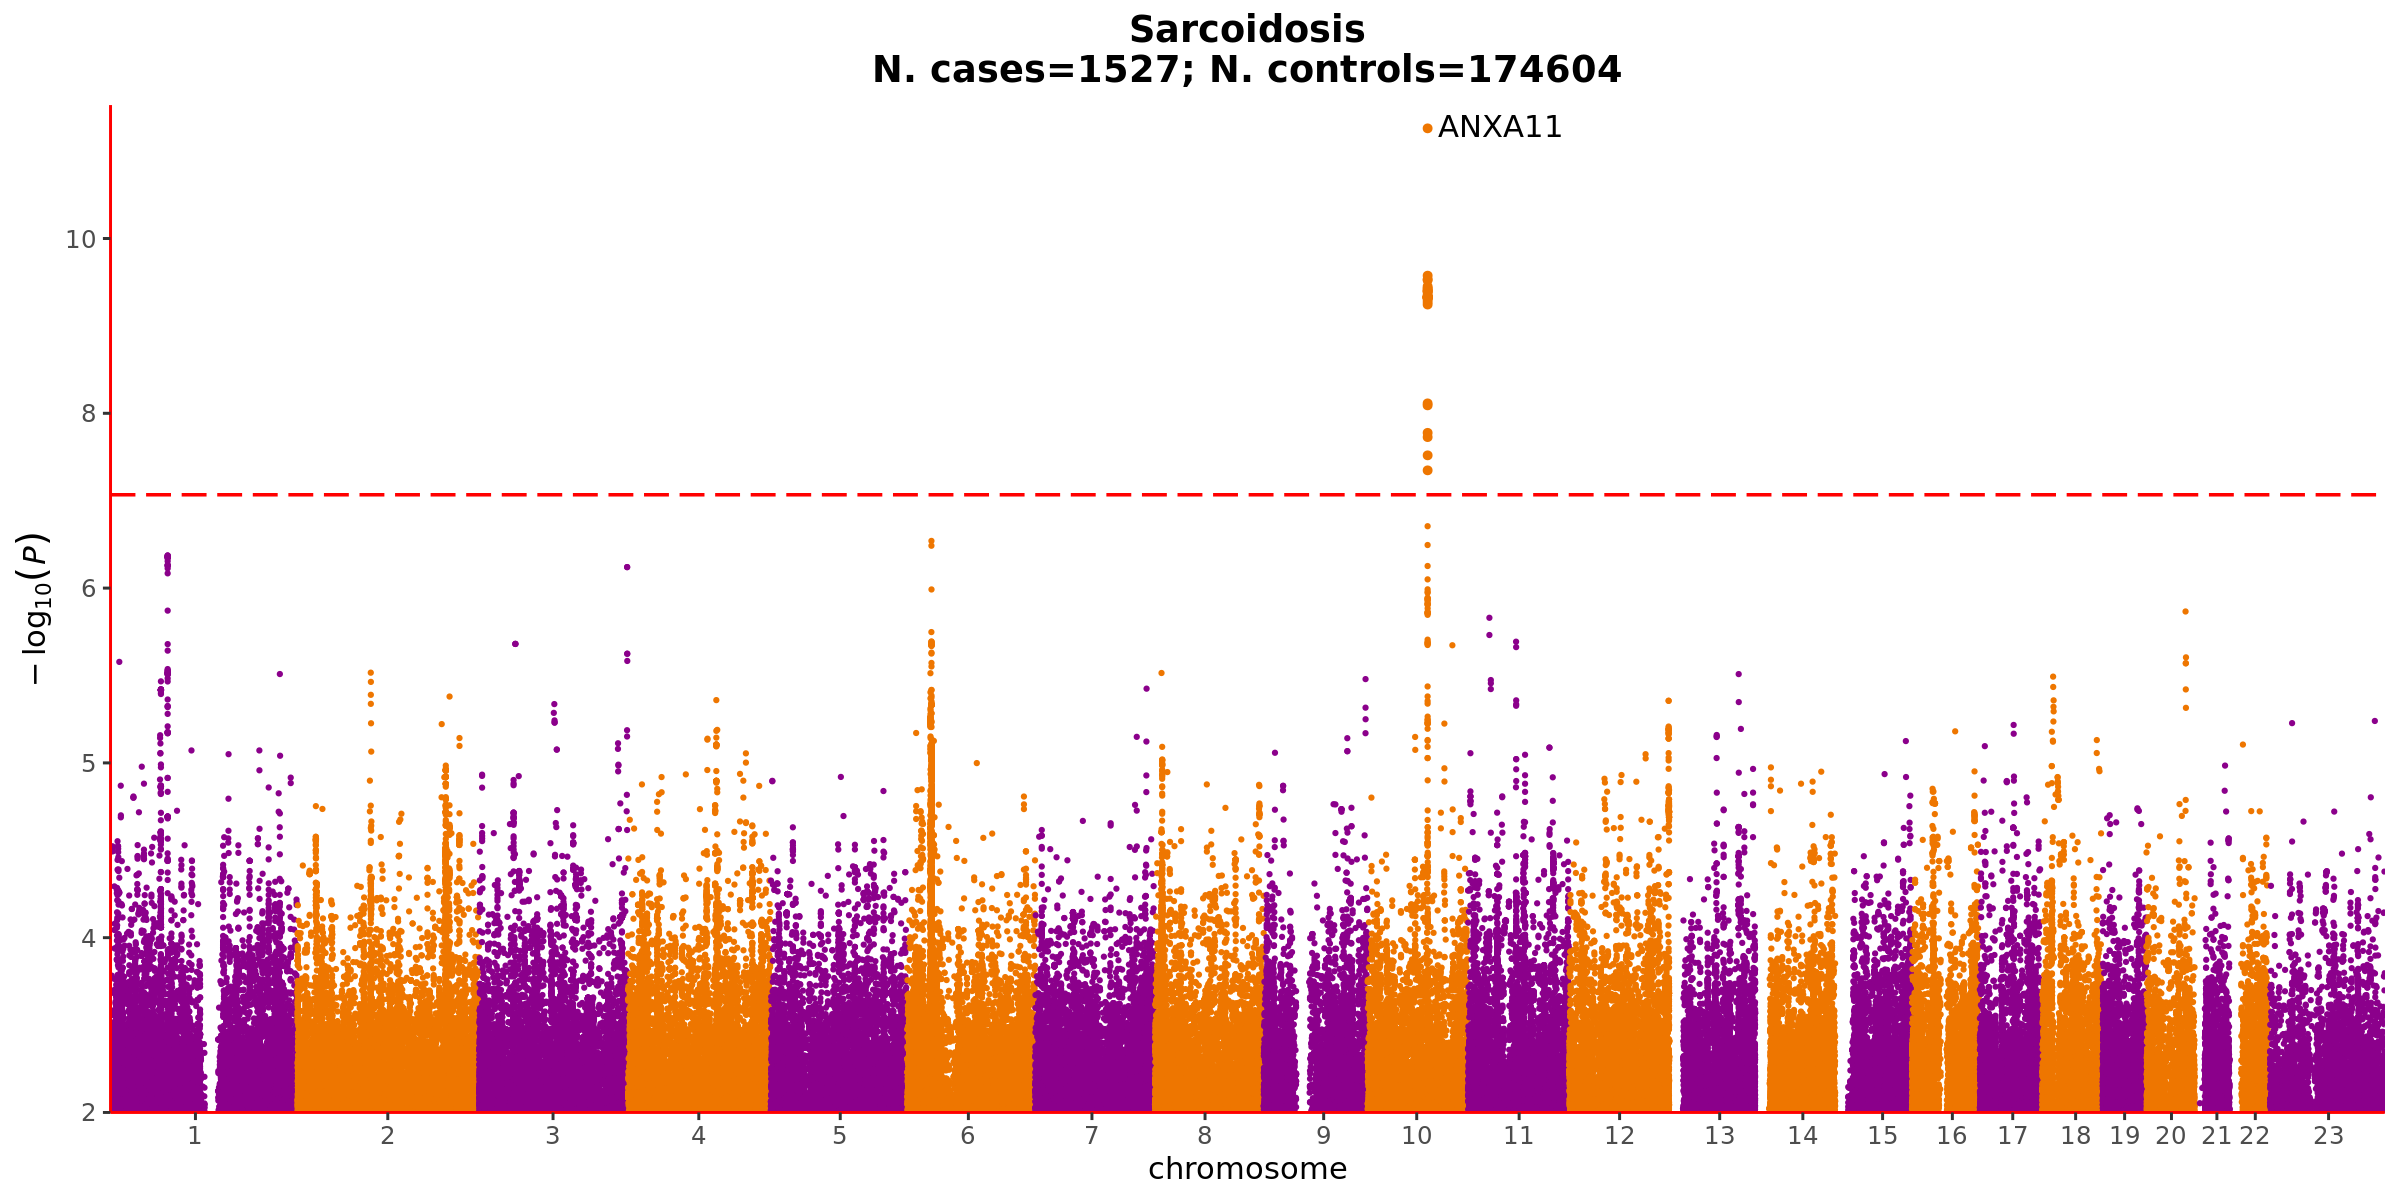 Sarcoidosis
N. cases=1527; N. controls=174604
ANXA11
10
8
6
5
4
2
−log10(P)
1 2 3 4 5 6 7 8 9 10 11 12 13 14 15 16 17 18 19 20 21 22 23
chromosome